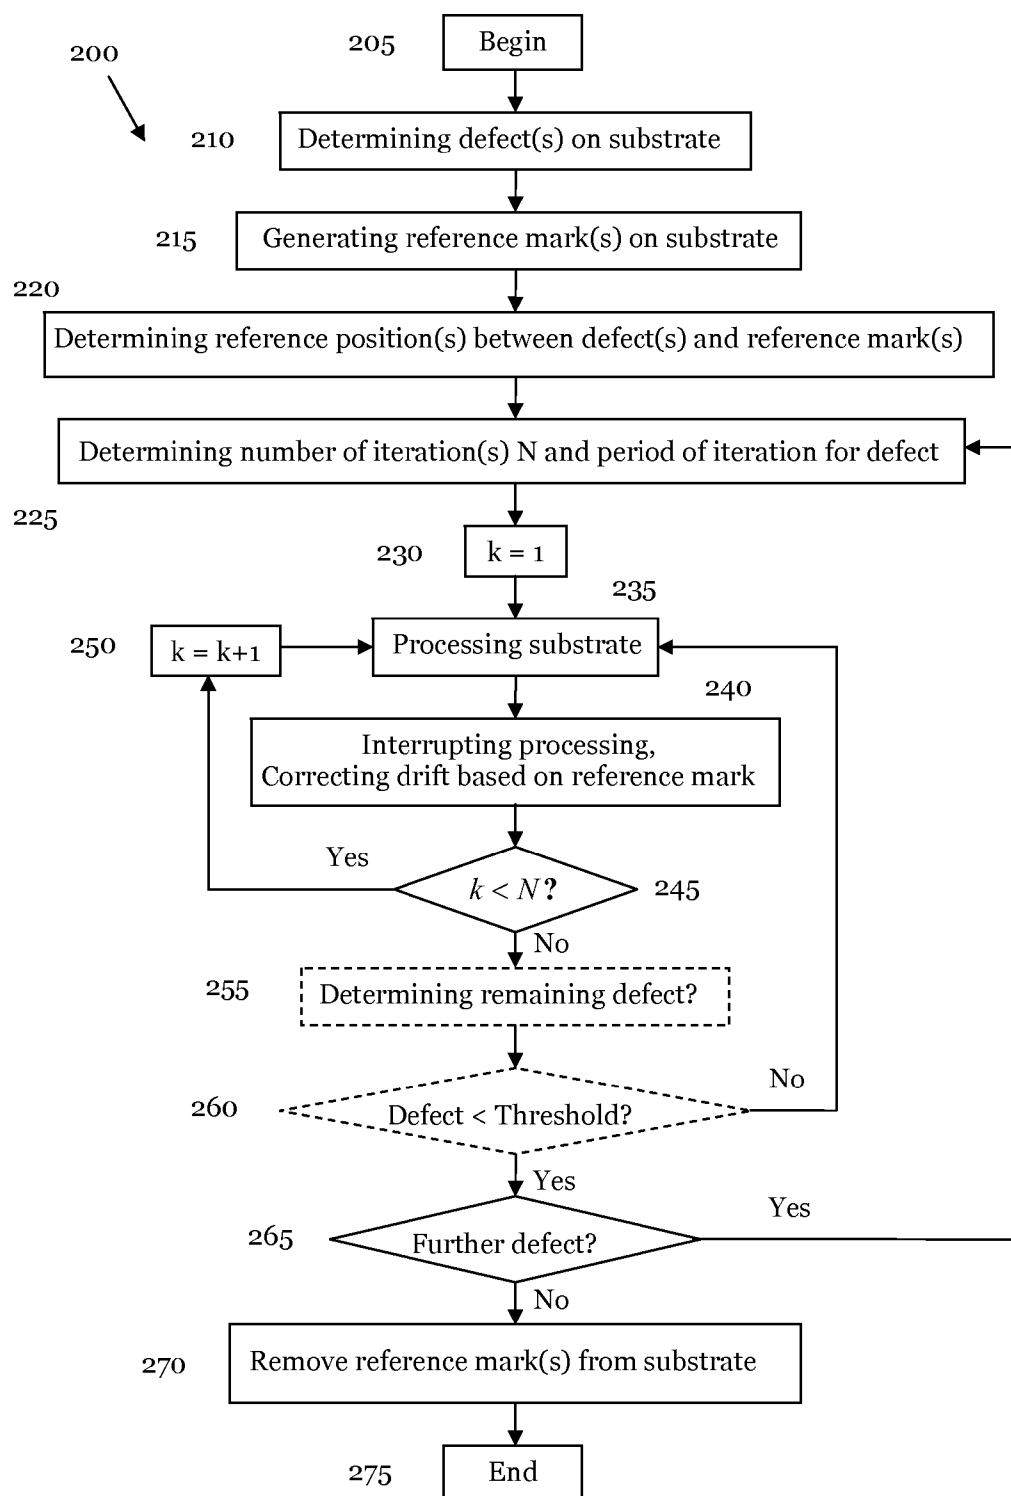 205
Begin
200
210
Determining defect(s) on substrate
215
Generating reference mark(s) on substrate
220
Determining reference position(s) between defect(s) and reference mark(s)
Determining number of iteration(s) N and period of iteration for defect
225
230
k = 1
235
250
k = k+1
Processing substrate
240
Interrupting processing,
Correcting drift based on reference mark
Yes
k < N?
245
No
255
Determining remaining defect?
No
260
Defect < Threshold?
Yes
Yes
265
Further defect?
No
270
Remove reference mark(s) from substrate
275
End